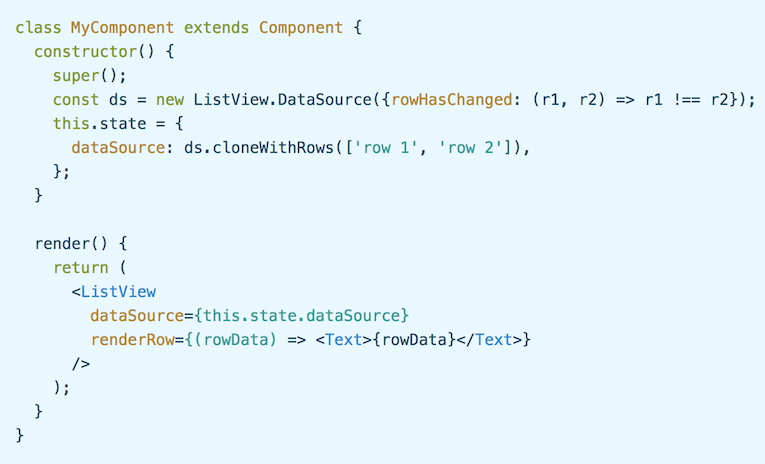 class MyComponent extends Component {
  constructor() {
    super();
    const ds = new ListView.DataSource({rowHasChanged: (r1, r2) => r1 !== r2});
    this.state = {
      dataSource: ds.cloneWithRows(['row 1', 'row 2']),
    };
  }

  render() {
    return (
      <ListView
        dataSource={this.state.dataSource}
        renderRow={(rowData) => <Text>{rowData}</Text>}
      />
    );
  }
}